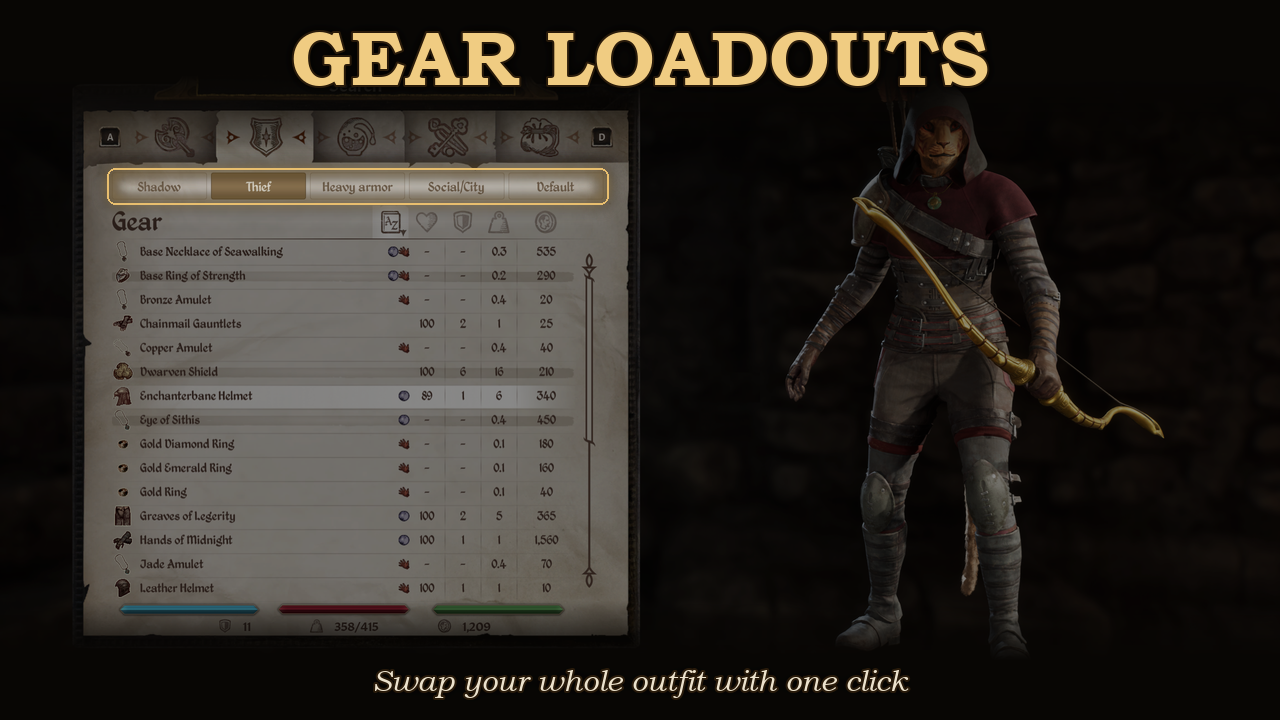 GEAR LOADOUTS
Search
A D
Shadow Thief Heavy armor Social/City Default
Gear AZ
Base Necklace of Seawalking - - 0.3 535
Base Ring of Strength - - 0.2 290
Bronze Amulet - - 0.4 20
Chainmail Gauntlets 100 2 1 25
Copper Amulet - - 0.4 40
Dwarven Shield 100 6 16 210
Enchanterbane Helmet 89 1 6 340
Eye of Sithis - - 0.4 450
Gold Diamond Ring - - 0.1 180
Gold Emerald Ring - - 0.1 160
Gold Ring - - 0.1 40
Greaves of Legerity 100 2 5 365
Hands of Midnight 100 1 1 1,560
Jade Amulet - - 0.4 70
Leather Helmet 100 1 1 10
11 358/415 1,209
Swap your whole outfit with one click